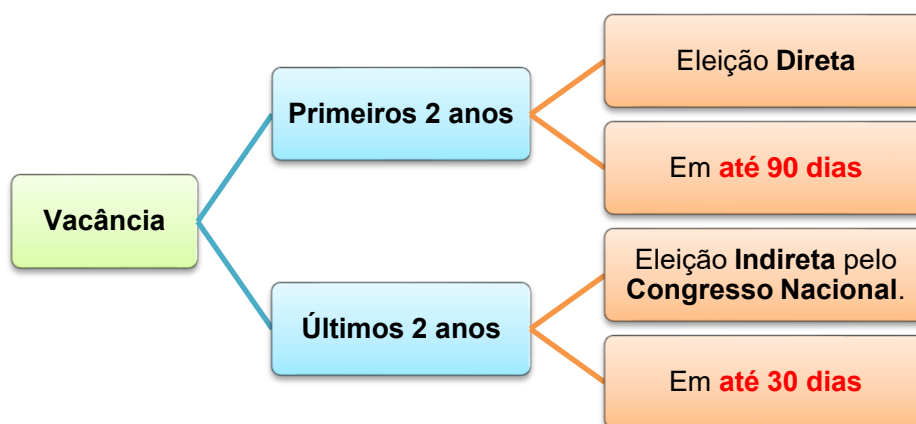 Vacância
Primeiros 2 anos
Eleição Direta
Em até 90 dias
Últimos 2 anos
Eleição Indireta pelo
Congresso Nacional.
Em até 30 dias